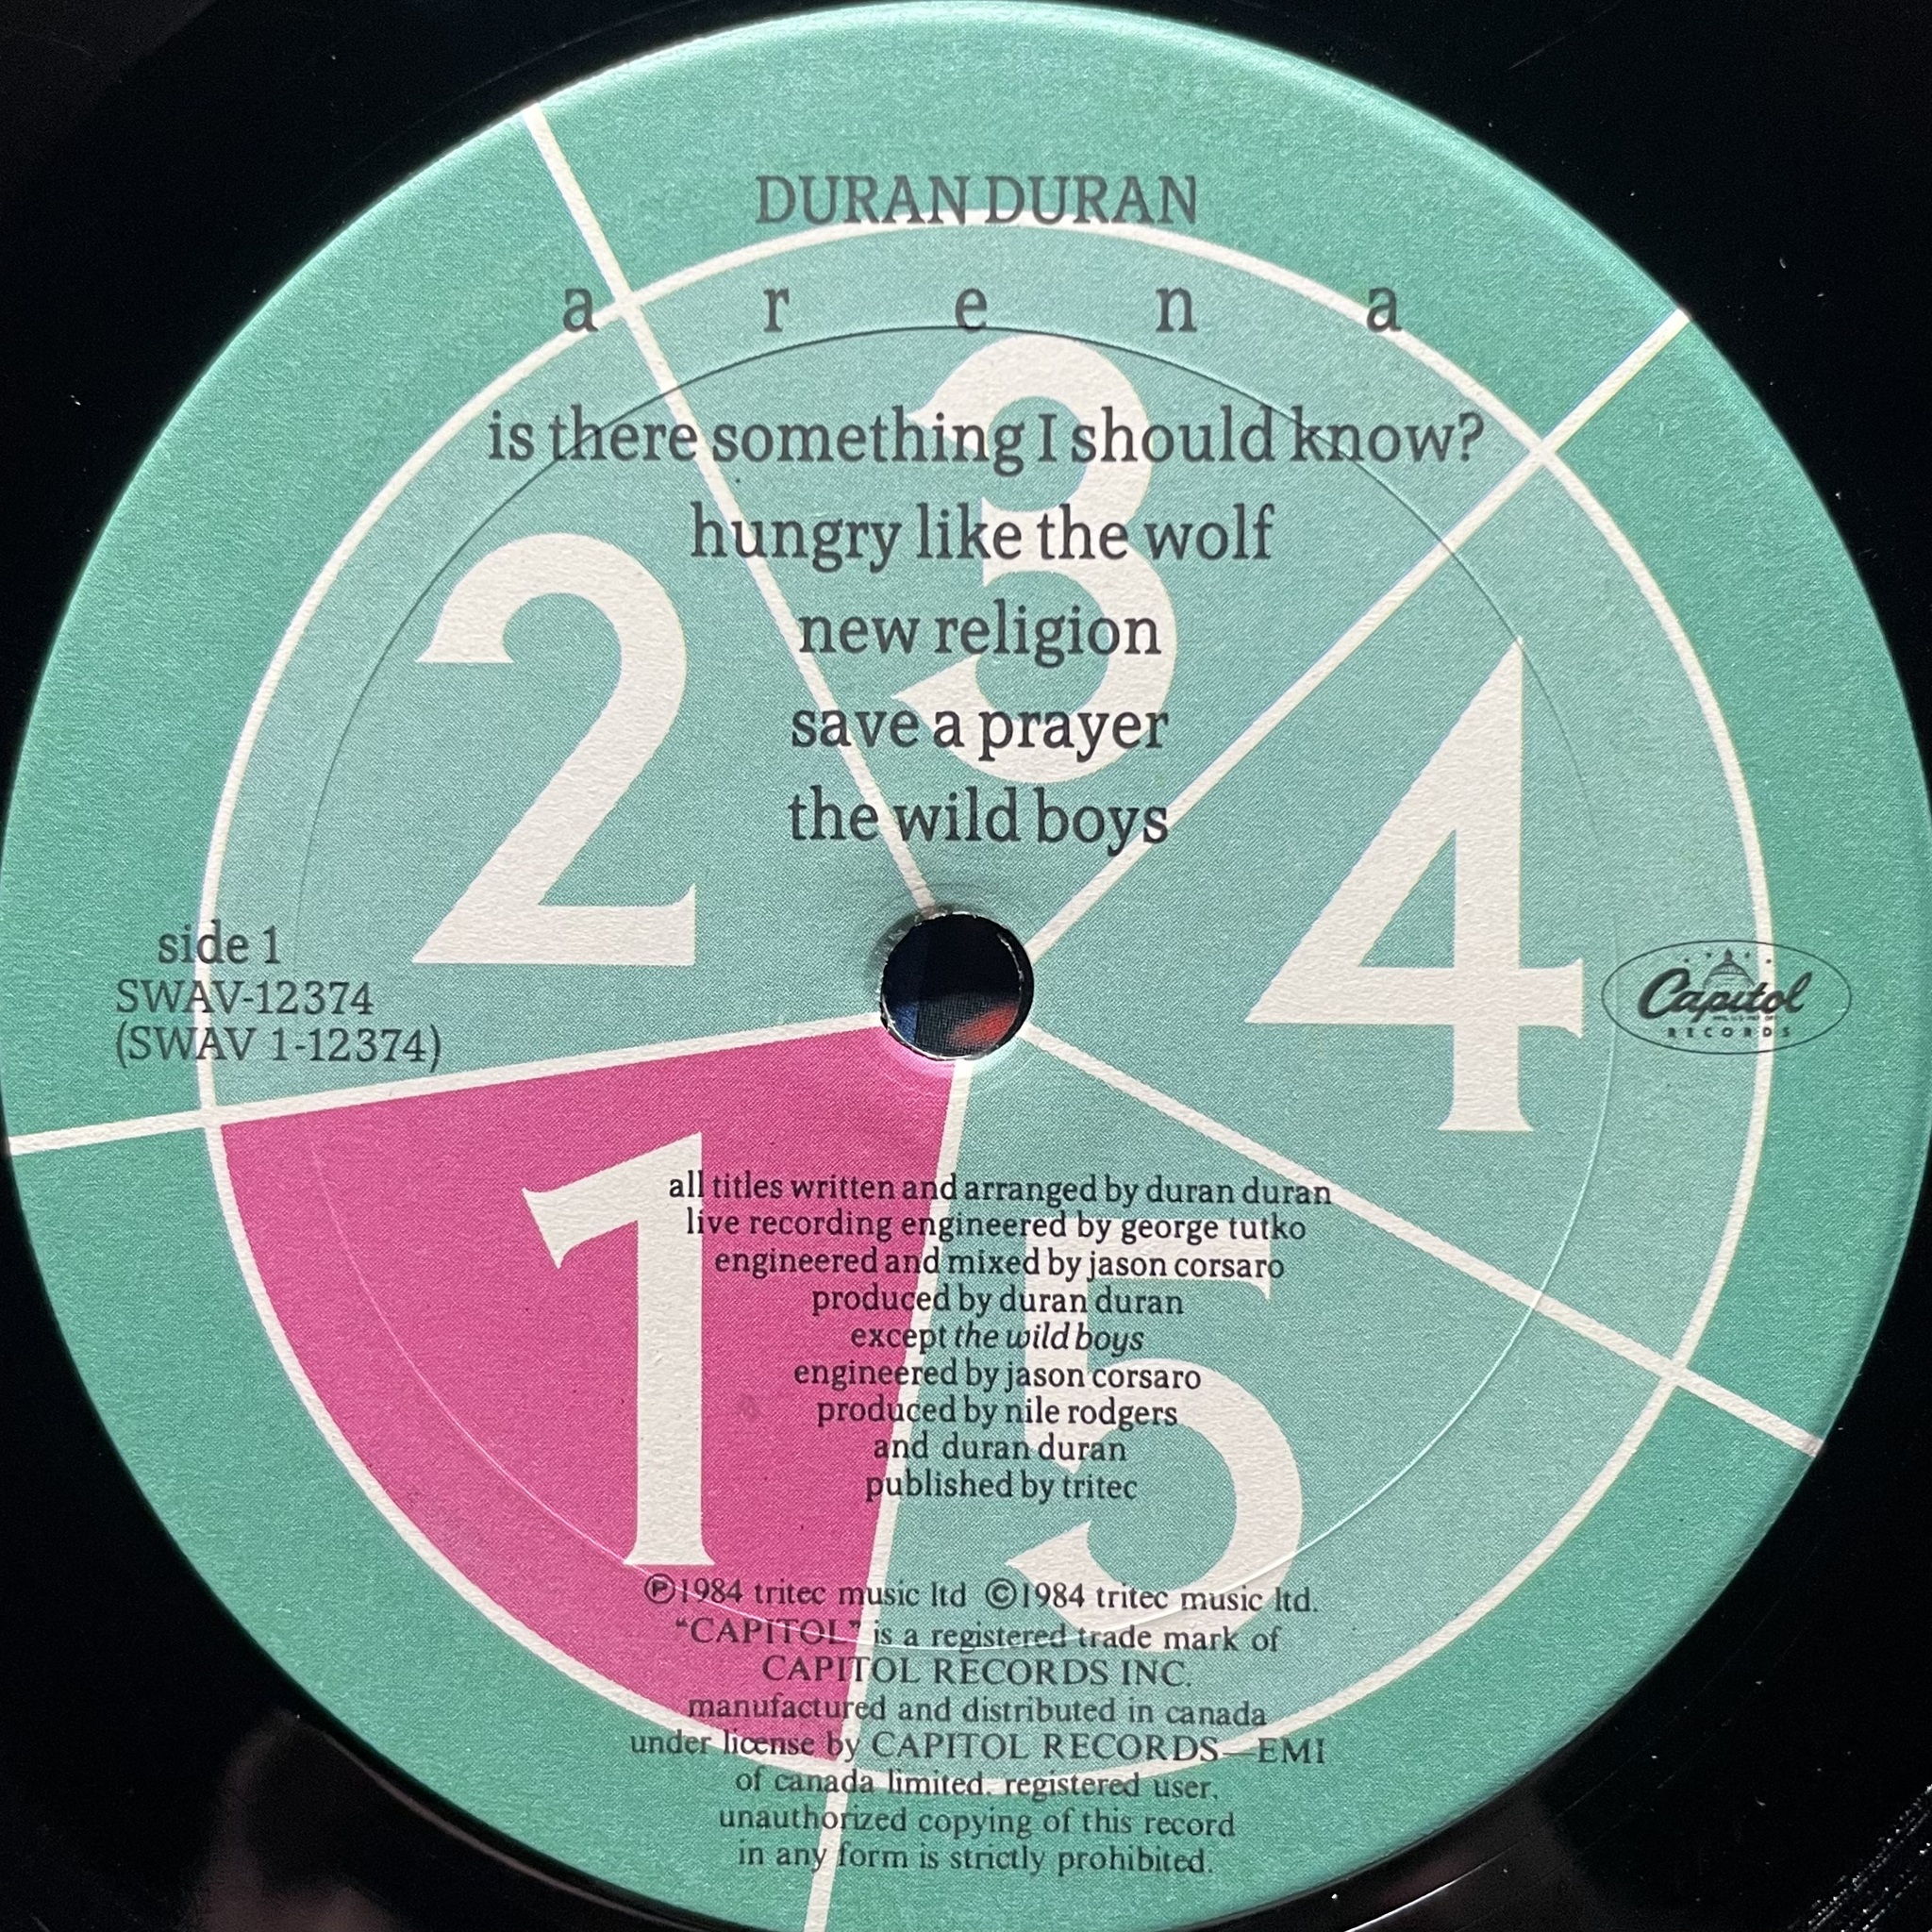 DURAN DURAN
a r e n a
is there something I should know?
hungry like the wolf
new religion
save a prayer
the wild boys
3
2
4
side 1
SWAV-12374
(SWAV 1-12374)
Capitol
RECORDS
1
5
all titles written and arranged by duran duran
live recording engineered by george tutko
engineered and mixed by jason corsaro
produced by duran duran
except the wild boys
engineered by jason corsaro
produced by nile rodgers
and duran duran
published by tritec
℗1984 tritec music ltd ©1984 tritec music ltd.
“CAPITOL” is a registered trade mark of
CAPITOL RECORDS INC.
manufactured and distributed in canada
under license by CAPITOL RECORDS—EMI
of canada limited. registered user.
unauthorized copying of this record
in any form is strictly prohibited.